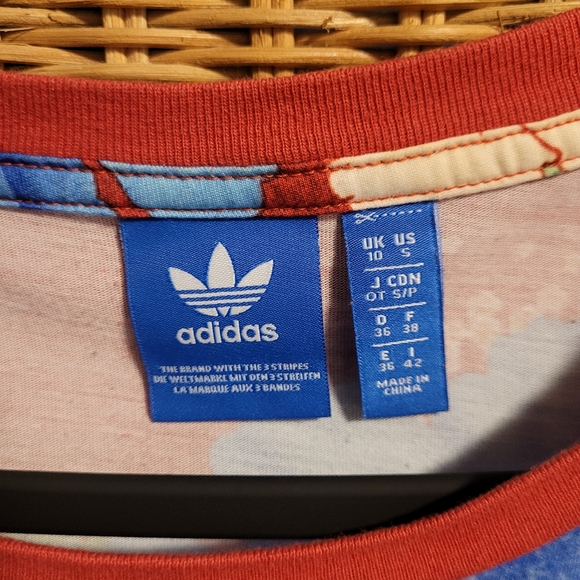 adidas
THE BRAND WITH THE 3 STRIPES
DIE WELTMARKE MIT DEN 3 STREIFEN
LA MARQUE AUX 3 BANDES
UK US
10 S
J CDN
OT S/P
D F
36 38
E I
36 42
MADE IN
CHINA